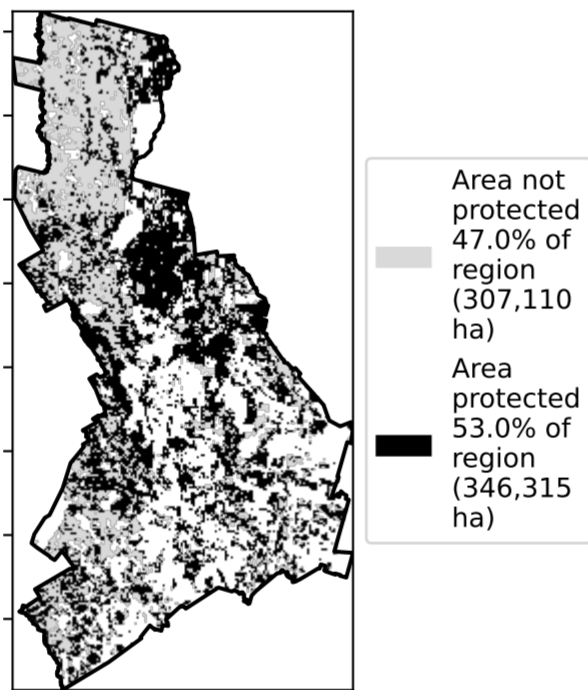 Area not
protected
47.0% of
region
(307,110
ha)
Area
protected
53.0% of
region
(346,315
ha)